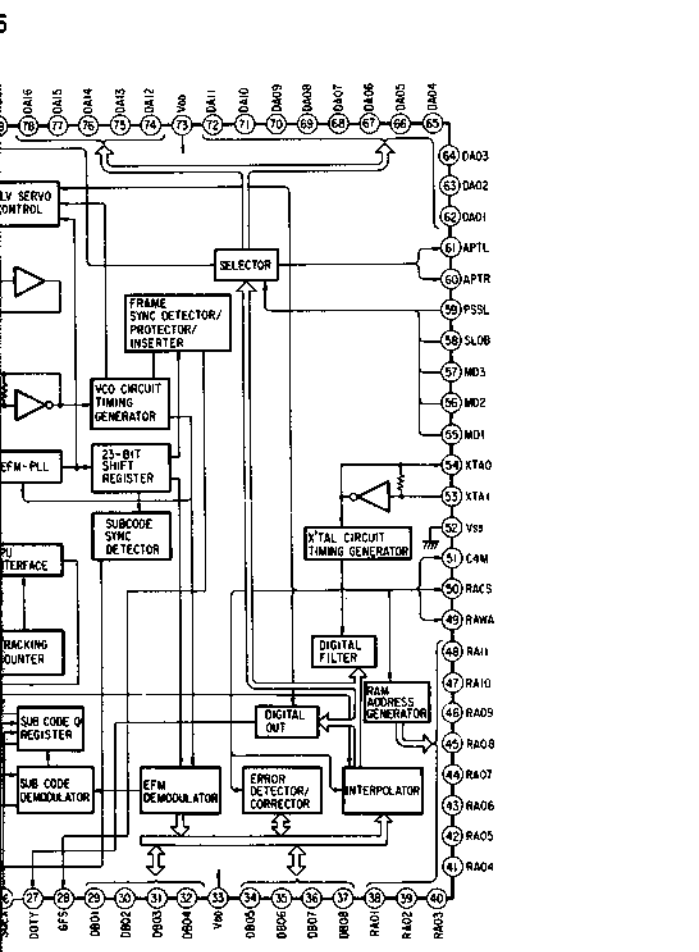 DA16
DA15
DA14
DA13
DA12
VDD
DA11
DA10
DA09
DA08
DA07
DA06
DA05
DA04
78
77
76
75
74
73
72
71
70
69
68
67
66
65
64 DA03
63 DA02
62 DA01
61 APTL
60 APTR
59 PSSL
58 SLOB
57 MD3
56 MD2
55 MD1
54 XTAO
53 XTAI
52 VSS
51 C4M
50 RACS
49 RAWA
48 RA11
47 RA10
46 RA09
45 RA08
44 RA07
43 RA06
42 RA05
41 RA04
LV SERVO
ONTROL
SELECTOR
FRAME
SYNC DETECTOR/
PROTECTOR/
INSERTER
VCO CIRCUIT
TIMING
GENERATOR
EFM-PLL
23-BIT
SHIFT
REGISTER
SUBCODE
SYNC
DETECTOR
X'TAL CIRCUIT
TIMING GENERATOR
PU
TERFACE
RACKING
OUNTER
DIGITAL
FILTER
RAM
ADDRESS
GENERATOR
SUB CODE Q
REGISTER
DIGITAL
OUT
SUB CODE
DEMODULATOR
EFM
DEMODULATOR
ERROR
DETECTOR/
CORRECTOR
INTERPOLATOR
27
28
29
30
31
32
33
34
35
36
37
38
39
40
DOTY
GFS
DB01
DB02
DB03
DB04
VDD
DB05
DB06
DB07
DB08
RA01
RA02
RA03